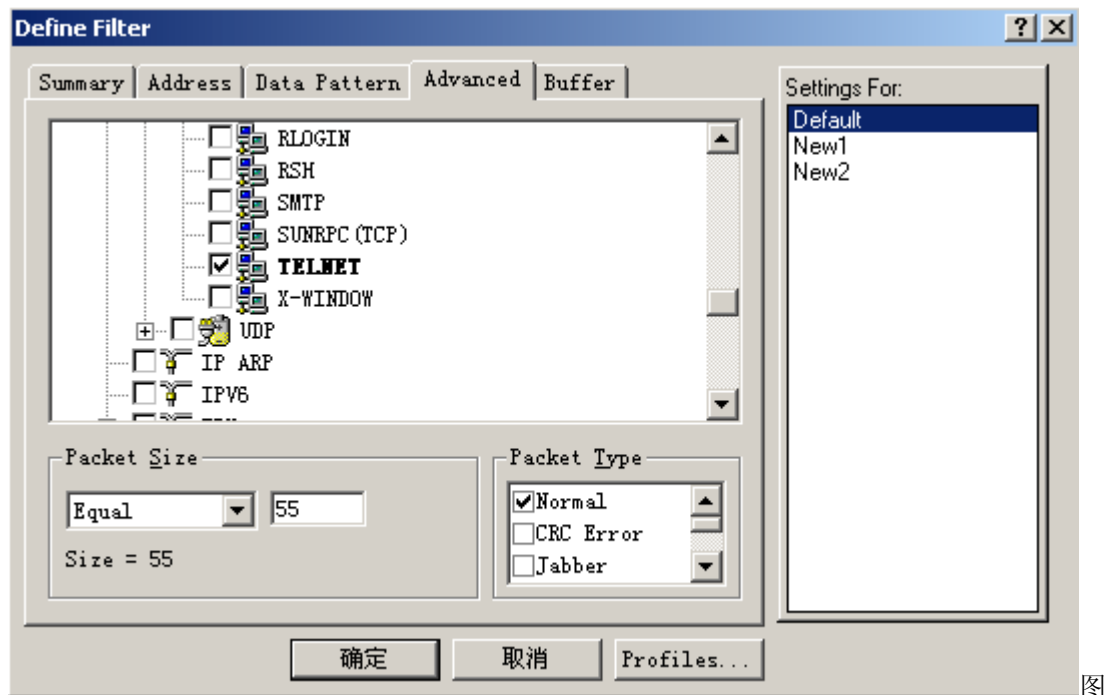 Define Filter
Summary Address Data Pattern Advanced Buffer
RLOGIN
RSH
SMTP
SUNRPC(TCP)
TELNET
X-WINDOW
UDP
IP ARP
IPV6
Packet Size
Equal 55
Size = 55
Packet Type
Normal
CRC Error
Jabber
Settings For:
Default
New1
New2
确定 取消 Profiles...
图